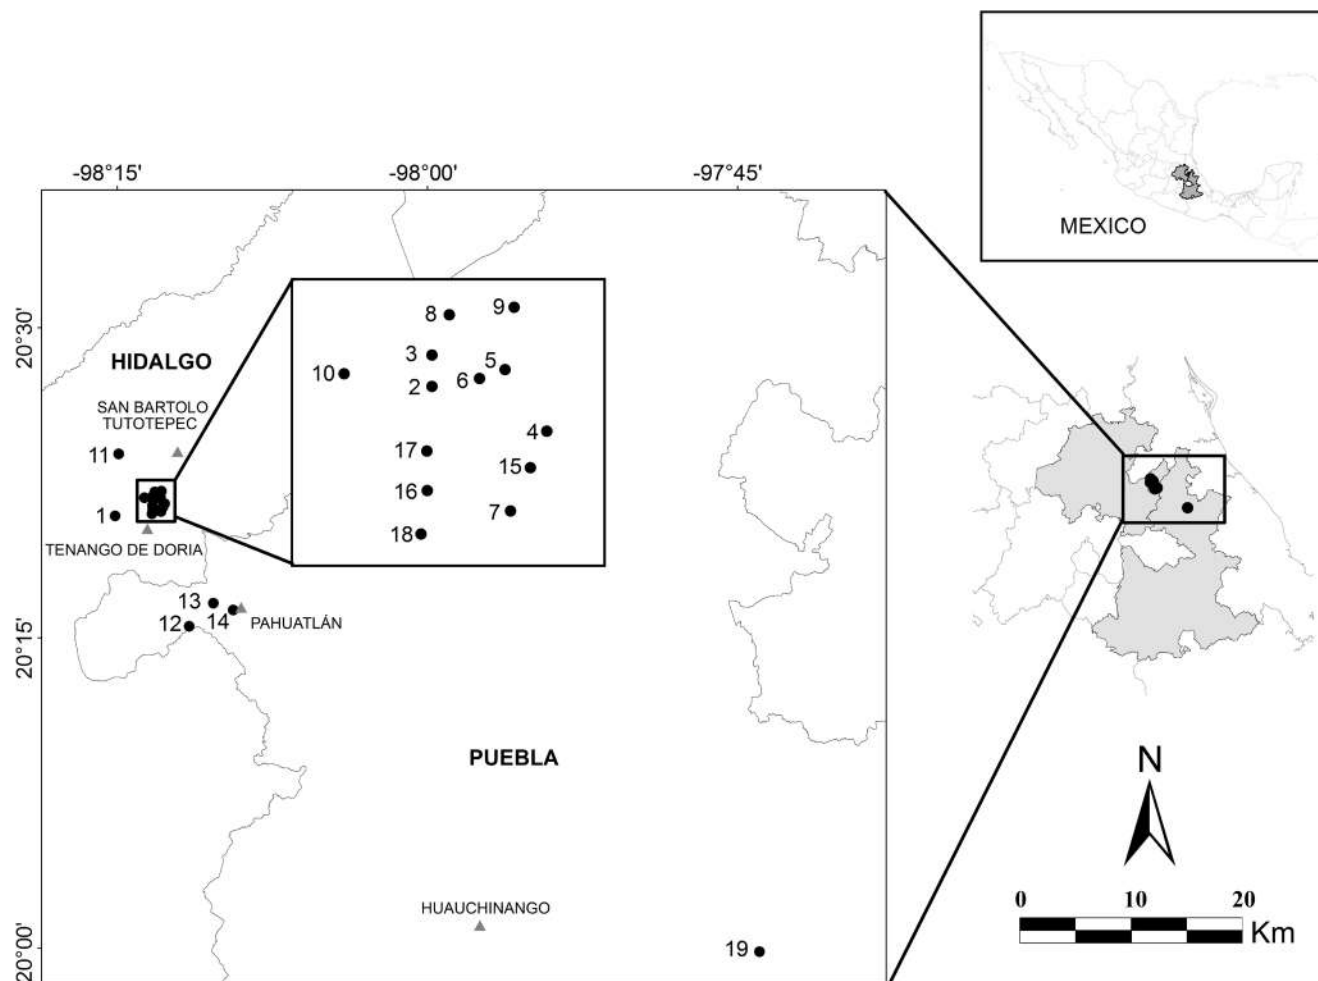 MEXICO
-98°15'
-98°00'
-97°45'
20°30'
20°15'
20°00'
HIDALGO
SAN BARTOLO
TUTOTEPEC
11
1
TENANGO DE DORIA
8
9
3
10
5
2
6
4
17
15
16
7
18
13
14
12
PAHUATLÁN
PUEBLA
HUAUCHINANGO
19
N
0 10 20
Km